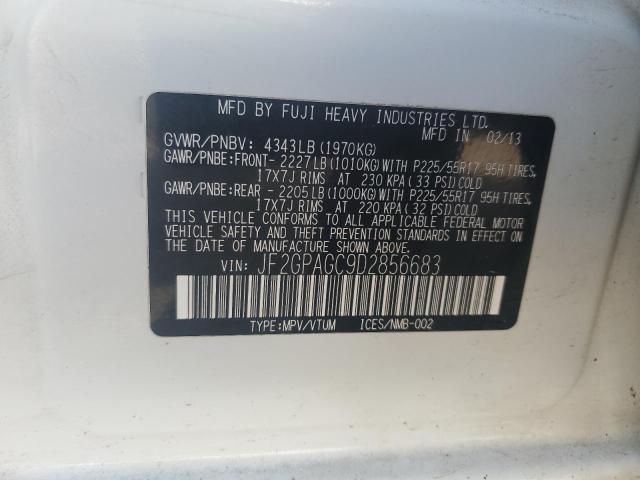 MFD BY FUJI HEAVY INDUSTRIES LTD.
MFD IN 02/13
GVWR/PNBV: 4343LB(1970KG)
GAWR/PNBE:FRONT- 2227LB(1010KG)WITH P225/55R17 95H TIRES,
17X7J RIMS AT 230 KPA(33 PSI)COLD
GAWR/PNBE:REAR - 2205LB(1000KG)WITH P225/55R17 95H TIRES,
17X7J RIMS AT 220 KPA(32 PSI)COLD
THIS VEHICLE CONFORMS TO ALL APPLICABLE FEDERAL MOTOR
VEHICLE SAFETY AND THEFT PREVENTION STANDARDS IN EFFECT ON
THE DATE OF MANUFACTURE SHOWN ABOVE.
VIN: JF2GPAGC9D2856683
TYPE:MPV/VTUM ICES/NMB-002